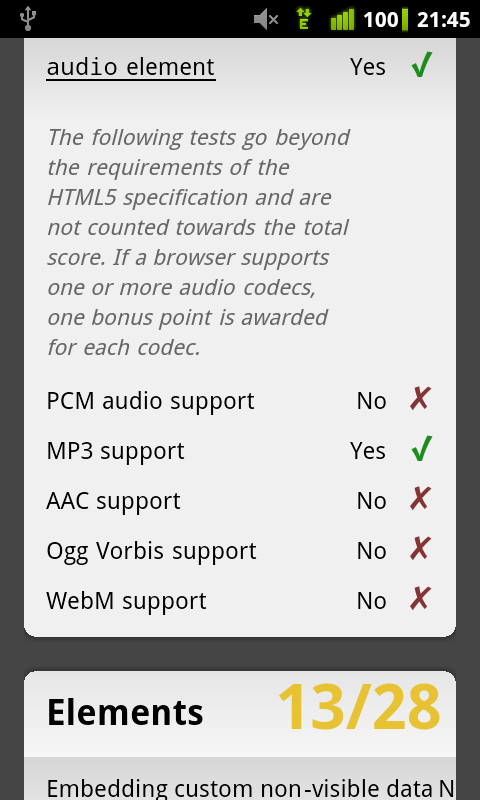 100 21:45
audio element Yes ✓
The following tests go beyond
the requirements of the
HTML5 specification and are
not counted towards the total
score. If a browser supports
one or more audio codecs,
one bonus point is awarded
for each codec.
PCM audio support No ✗
MP3 support Yes ✓
AAC support No ✗
Ogg Vorbis support No ✗
WebM support No ✗
Elements 13/28
Embedding custom non-visible data N